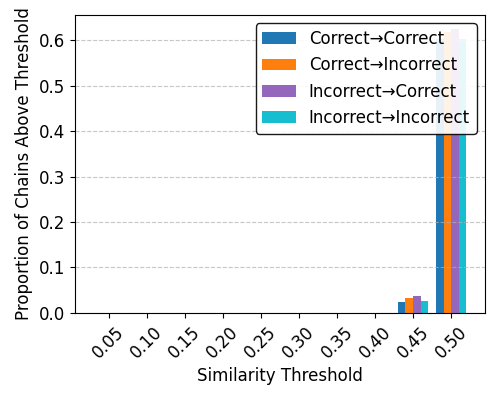 Proportion of Chains Above Threshold
0.6
0.5
0.4
0.3
0.2
0.1
0.0
Correct→Correct
Correct→Incorrect
Incorrect→Correct
Incorrect→Incorrect
0.05
0.10
0.15
0.20
0.25
0.30
0.35
0.40
0.45
0.50
Similarity Threshold